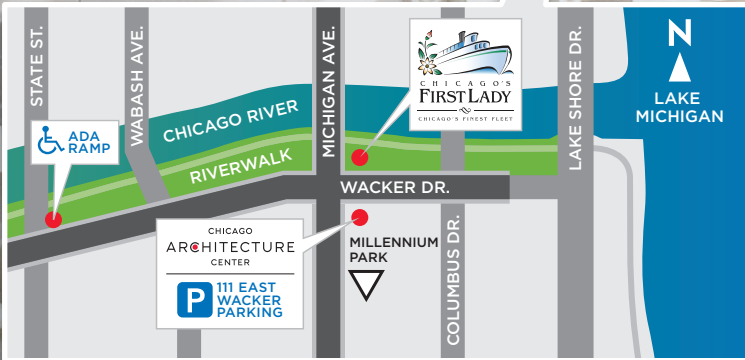 STATE ST.
WABASH AVE.
MICHIGAN AVE.
CHICAGO'S
FIRST LADY
CHICAGO'S FINEST FLEET
LAKE SHORE DR.
N
LAKE
MICHIGAN
CHICAGO RIVER
ADA
RAMP
RIVERWALK
WACKER DR.
CHICAGO
ARCHITECTURE
CENTER
P
111 EAST
WACKER
PARKING
MILLENNIUM
PARK
COLUMBUS DR.